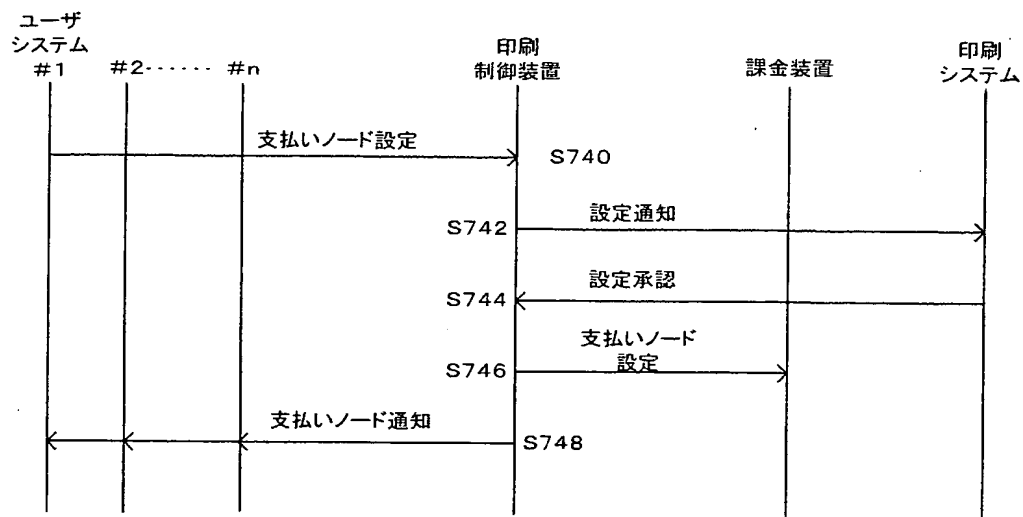 ユーザ
システム
#1 #2‥‥‥ #n
印刷
制御装置
課金装置
印刷
システム
支払いノード設定
S740
S742
設定通知
設定承認
S744
支払いノード
設定
S746
支払いノード通知
S748